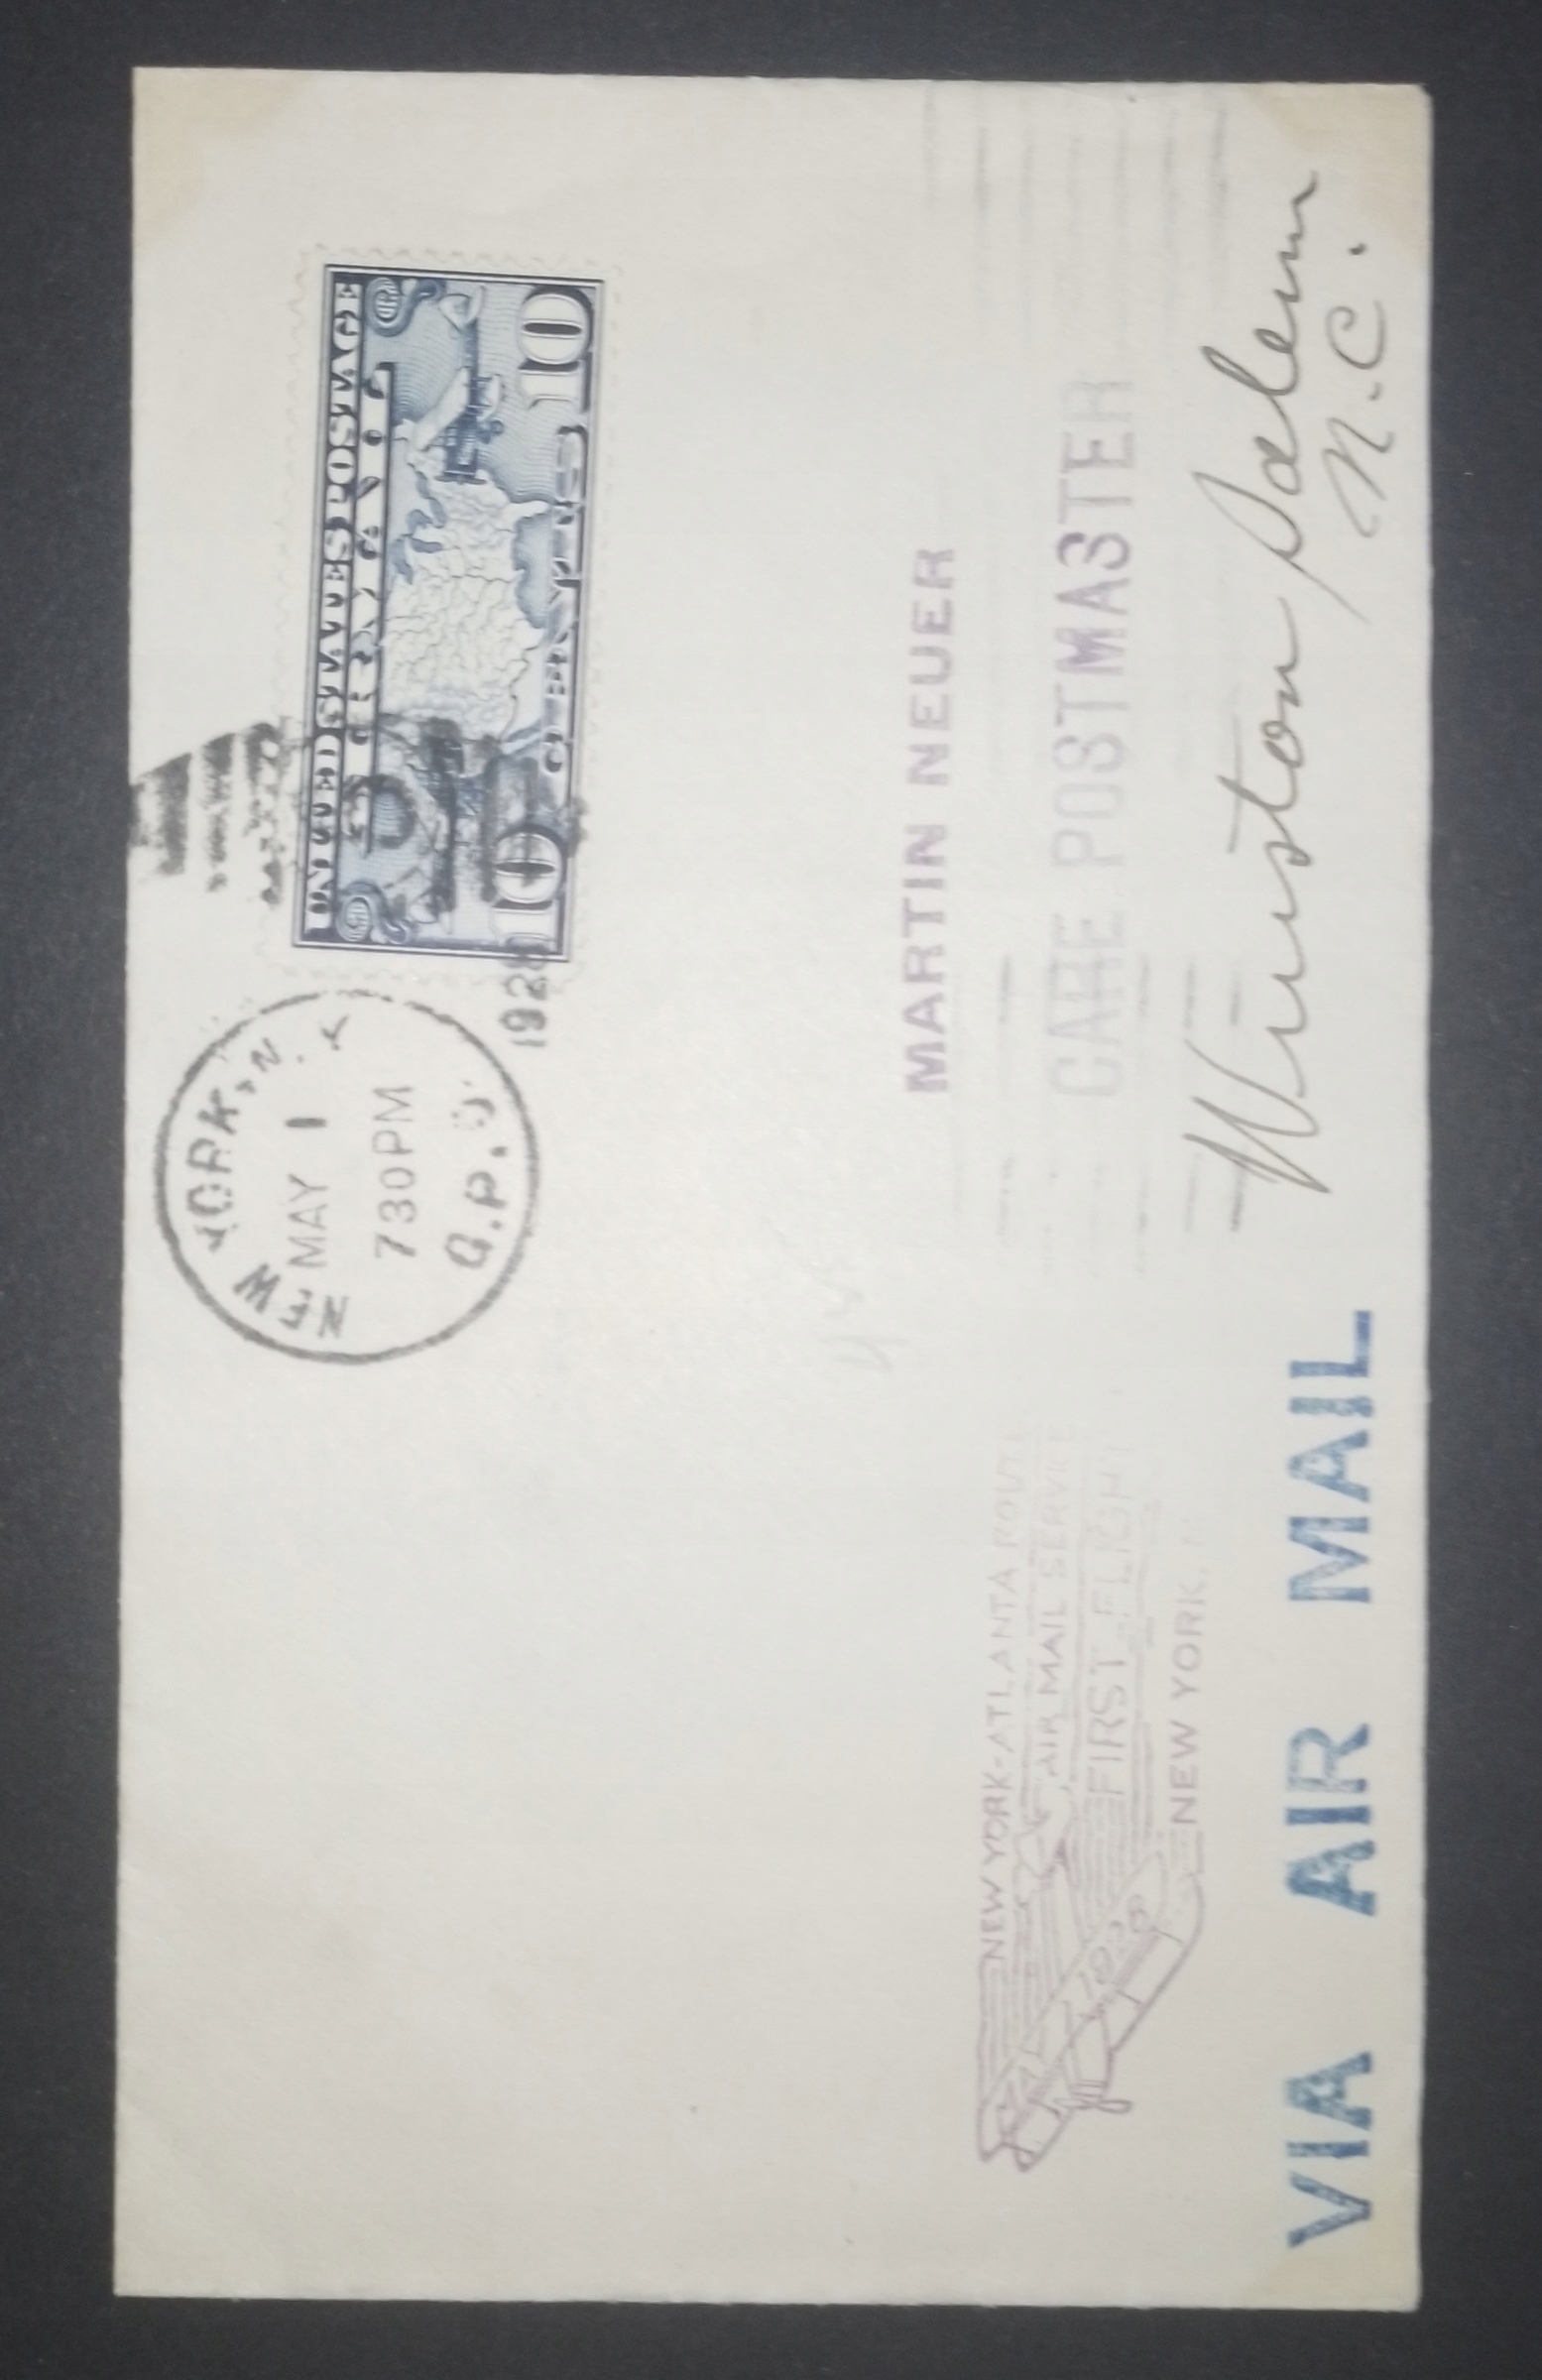 NEW YORK, N. Y.
MAY 1
730PM
1928
G.P.O.
UNITED STATES POSTAGE
10 CENTS 10
MARTIN NEUER
CARE POSTMASTER
Winston Salem
N.C.
NEW YORK-ATLANTA ROUTE
AIR MAIL SERVICE
FIRST FLIGHT
NEW YORK,
1928
VIA AIR MAIL